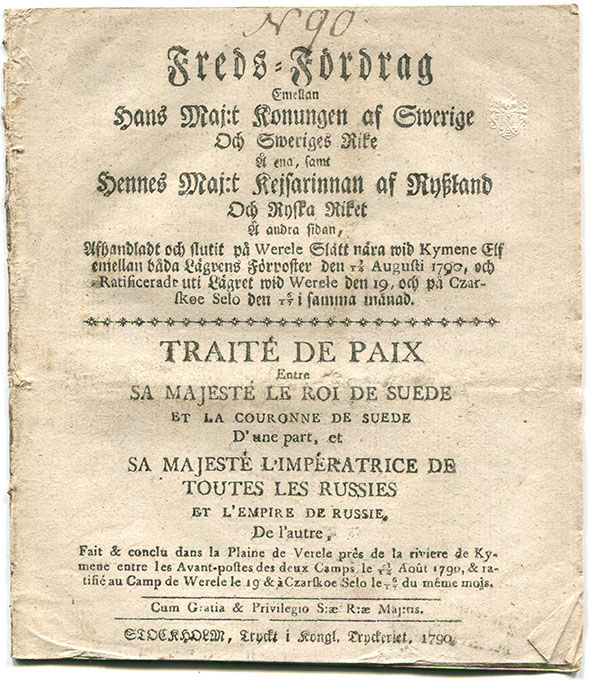 N 90
Freds-Fördrag
Emellan
Hans Maj:t Konungen af Swerige
Och Sweriges Rike
Å ena, samt
Hennes Maj:t Kejsarinnan af Ryßland
Och Ryska Riket
Å andra sidan,
Afhandladt och slutit på Werele Slätt nära wid Kymene Elf
emellan båda Lägrens Förposter den 3/14 Augusti 1790, och
Ratificerade uti Lägret wid Werele den 19, och på Czar-
skoe Selo den 6/17 i samma månad.
TRAITÉ DE PAIX
Entre
SA MAJESTÉ LE ROI DE SUEDE
ET LA COURONNE DE SUEDE
D'une part, et
SA MAJESTÉ L'IMPÉRATRICE DE
TOUTES LES RUSSIES
ET L'EMPIRE DE RUSSIE,
De l'autre,
Fait & conclu dans la Plaine de Verele près de la riviere de Ky-
mene entre les Avant-postes des deux Camps le 3/14 Août 1790, & ra-
tifié au Camp de Werele le 19 & à Czarskoe Selo le 6/17 du même mois.
Cum Gratia & Privilegio S:æ R:æ Maj:tis.
STOCKHOLM, Tryckt i Kongl. Tryckeriet, 1790.